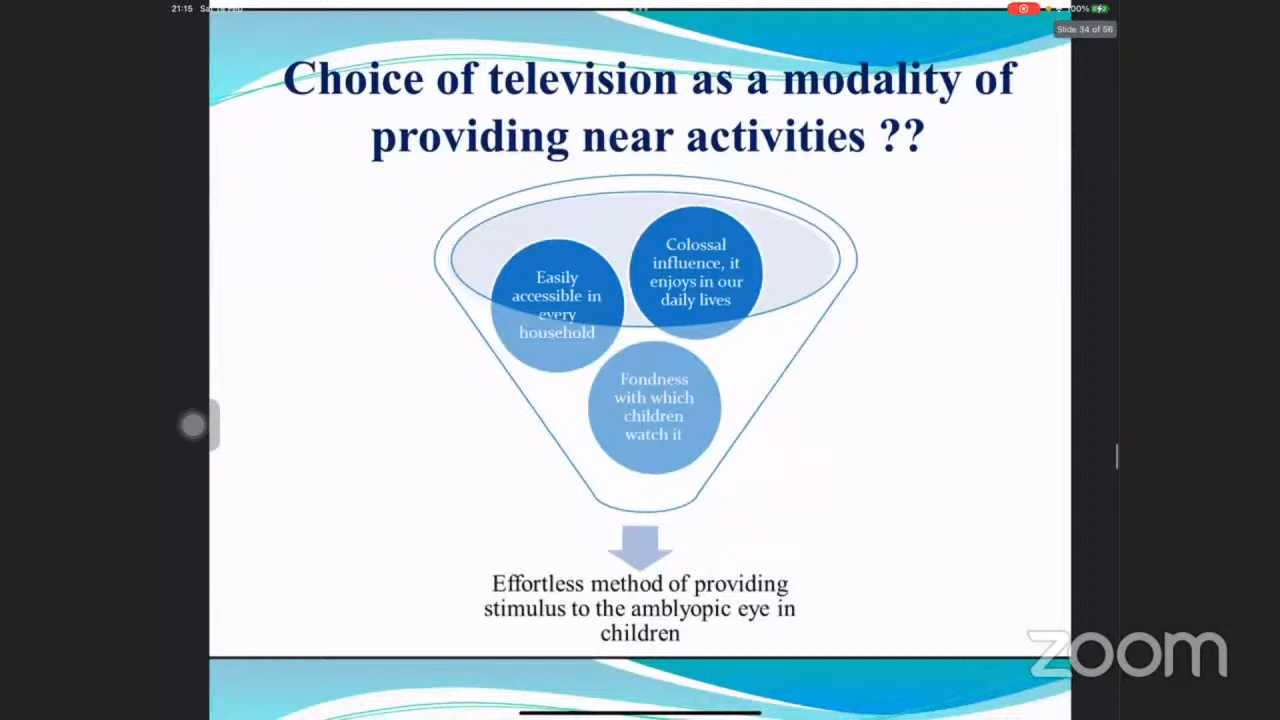 21:15
100%
Slide 34 of 56
Choice of television as a modality of
providing near activities ??
Easily
accessible in
every
household
Colossal
influence, it
enjoys in our
daily lives
Fondness
with which
children
watch it
Effortless method of providing
stimulus to the amblyopic eye in
children
zoom